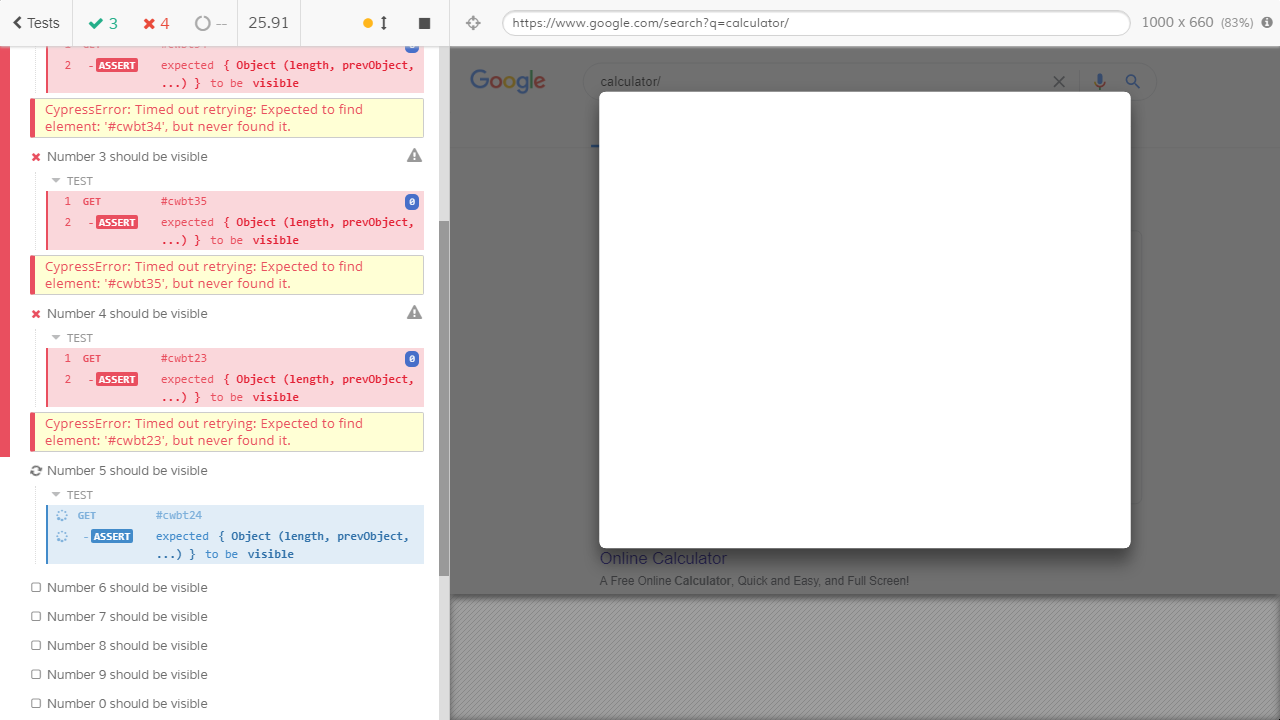 Tests 3 4 -- 25.91
https://www.google.com/search?q=calculator/ 1000 x 660 (83%)
2 -ASSERT expected { Object (length, prevObject,
...) } to be visible
CypressError: Timed out retrying: Expected to find
element: '#cwbt34', but never found it.
Number 3 should be visible
TEST
1 GET #cwbt35 0
2 -ASSERT expected { Object (length, prevObject,
...) } to be visible
CypressError: Timed out retrying: Expected to find
element: '#cwbt35', but never found it.
Number 4 should be visible
TEST
1 GET #cwbt23 0
2 -ASSERT expected { Object (length, prevObject,
...) } to be visible
CypressError: Timed out retrying: Expected to find
element: '#cwbt23', but never found it.
Number 5 should be visible
TEST
GET #cwbt24
-ASSERT expected { Object (length, prevObject,
...) } to be visible
Number 6 should be visible
Number 7 should be visible
Number 8 should be visible
Number 9 should be visible
Number 0 should be visible
Google calculator/
Online Calculator
A Free Online Calculator, Quick and Easy, and Full Screen!